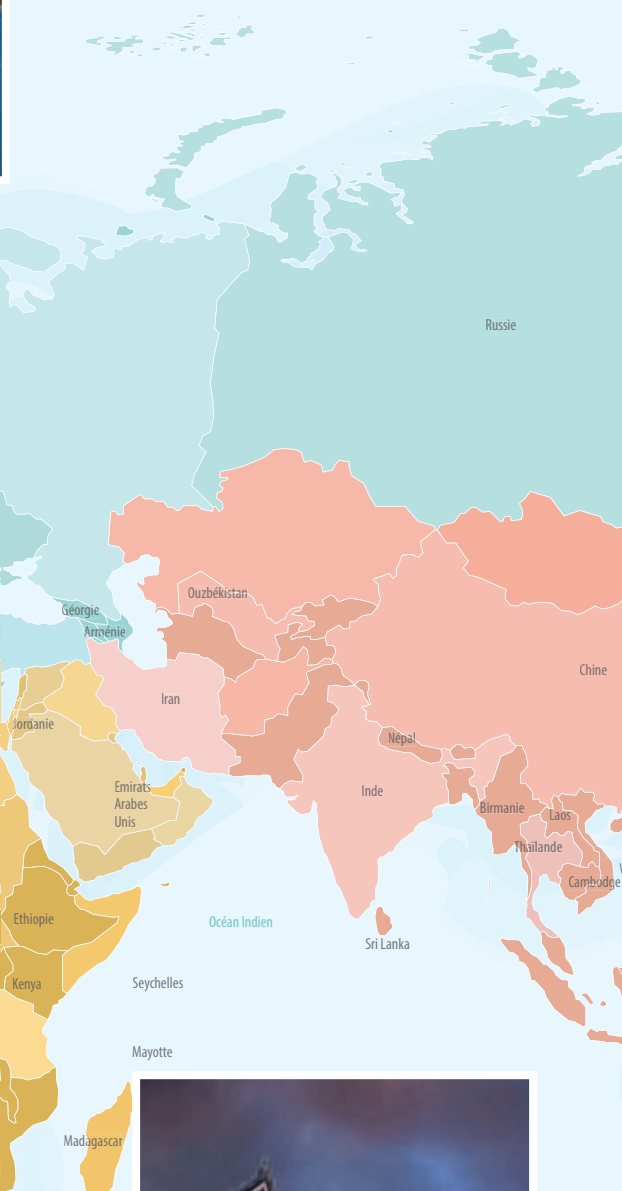 Russie
Ouzbékistan
Géorgie
Arménie
Chine
Iran
Jordanie
Népal
Emirats
Arabes
Unis
Inde
Birmanie
Laos
Thaïlande
Cambodge
Ethiopie
Océan Indien
Sri Lanka
Kenya
Seychelles
Mayotte
Madagascar